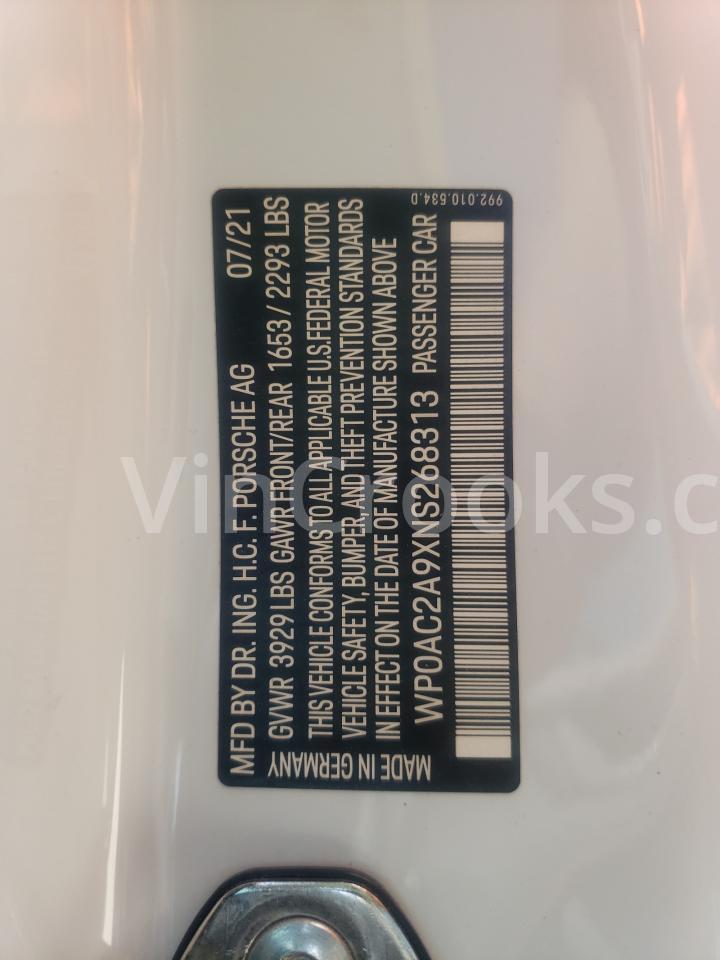 MFD BY DR. ING. H.C. F. PORSCHE AG 07/21
GVWR 3929 LBS GAWR FRONT/REAR 1653 / 2293 LBS
THIS VEHICLE CONFORMS TO ALL APPLICABLE U.S. FEDERAL MOTOR
VEHICLE SAFETY, BUMPER, AND THEFT PREVENTION STANDARDS
IN EFFECT ON THE DATE OF MANUFACTURE SHOWN ABOVE
WP0AC2A9XNS268313 PASSENGER CAR
MADE IN GERMANY
992.010.534.D
VinCrooks.c